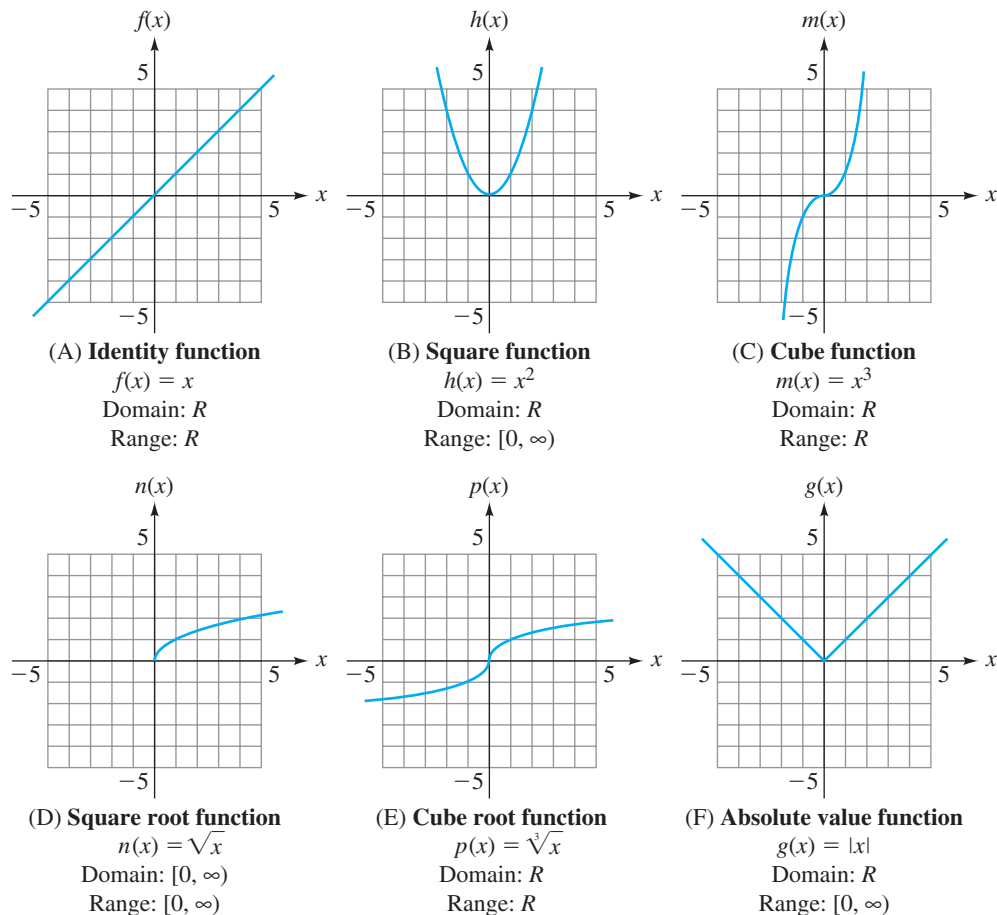 f(x)
5
−5
5
x
−5
(A) Identity function
f(x) = x
Domain: R
Range: R
h(x)
5
−5
5
x
−5
(B) Square function
h(x) = x²
Domain: R
Range: [0, ∞)
m(x)
5
−5
5
x
−5
(C) Cube function
m(x) = x³
Domain: R
Range: R
n(x)
5
−5
5
x
−5
(D) Square root function
n(x) = √x
Domain: [0, ∞)
Range: [0, ∞)
p(x)
5
−5
5
x
−5
(E) Cube root function
p(x) = ∛x
Domain: R
Range: R
g(x)
5
−5
5
x
−5
(F) Absolute value function
g(x) = |x|
Domain: R
Range: [0, ∞)